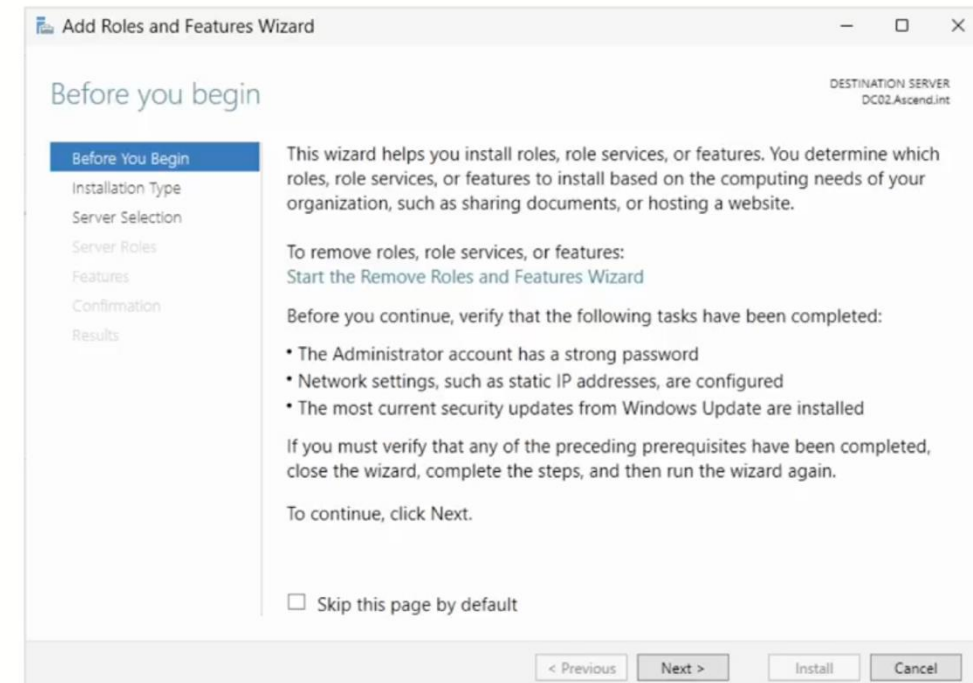 Add Roles and Features Wizard
Before you begin
DESTINATION SERVER
DC02.Ascend.int
Before You Begin
Installation Type
Server Selection
Server Roles
Features
Confirmation
Results
This wizard helps you install roles, role services, or features. You determine which
roles, role services, or features to install based on the computing needs of your
organization, such as sharing documents, or hosting a website.
To remove roles, role services, or features:
Start the Remove Roles and Features Wizard
Before you continue, verify that the following tasks have been completed:
• The Administrator account has a strong password
• Network settings, such as static IP addresses, are configured
• The most current security updates from Windows Update are installed
If you must verify that any of the preceding prerequisites have been completed,
close the wizard, complete the steps, and then run the wizard again.
To continue, click Next.
Skip this page by default
< Previous Next > Install Cancel